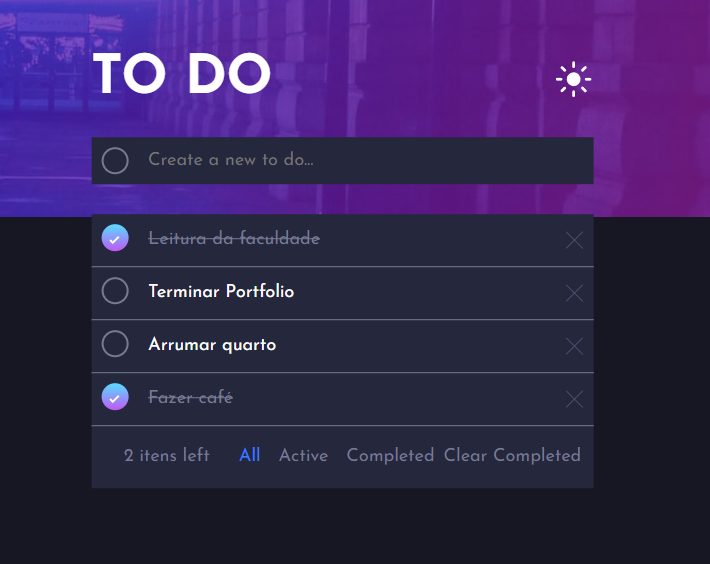 TO DO
Create a new to do...
Leitura da faculdade
Terminar Portfolio
Arrumar quarto
Fazer café
2 itens left All Active Completed Clear Completed